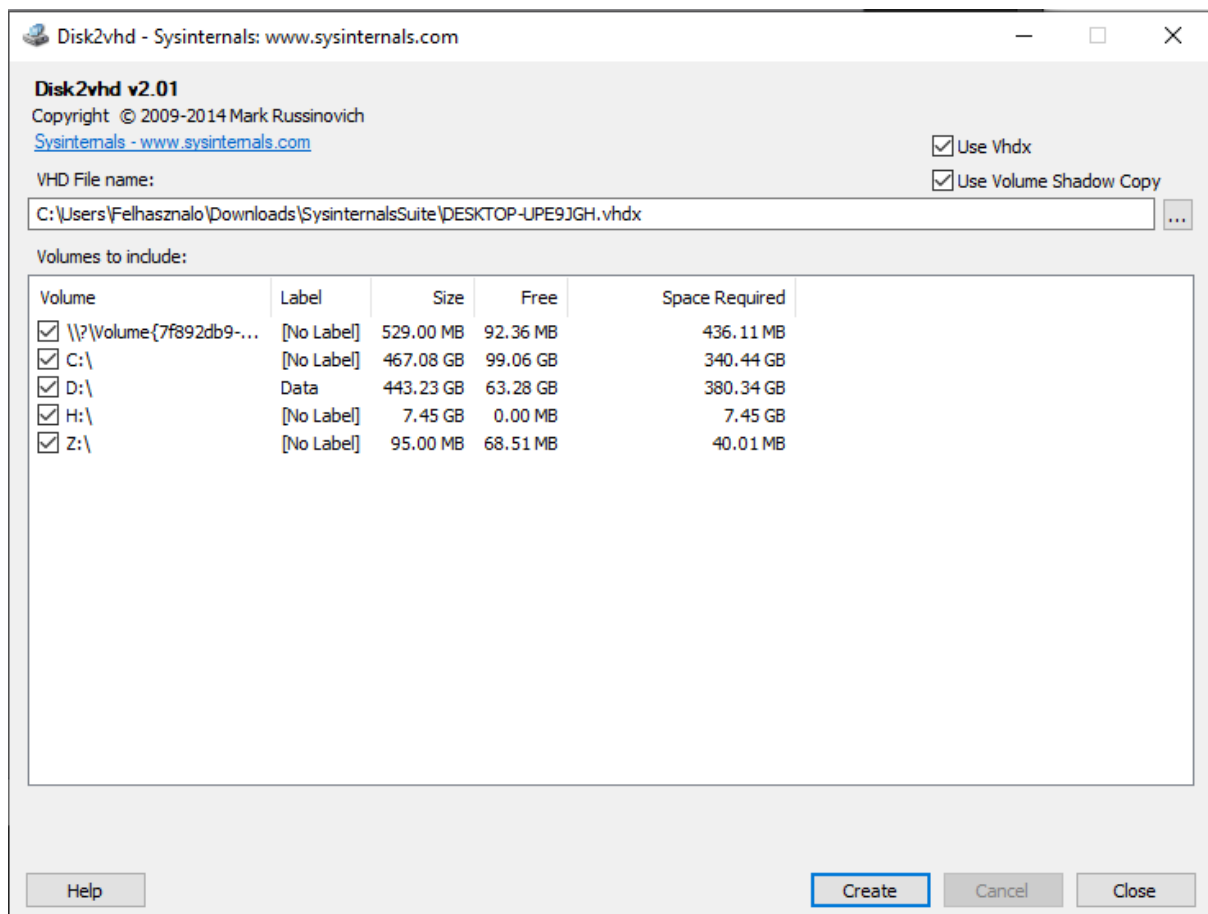 Disk2vhd - Sysinternals: www.sysinternals.com
Disk2vhd v2.01
Copyright © 2009-2014 Mark Russinovich
Sysinternals - www.sysinternals.com
Use Vhdx
VHD File name:
Use Volume Shadow Copy
C:\Users\Felhasznalo\Downloads\SysinternalsSuite\DESKTOP-UPE9JGH.vhdx
...
Volumes to include:
Volume Label Size Free Space Required
\\?\Volume{7f892db9-... [No Label] 529.00 MB 92.36 MB 436.11 MB
C:\ [No Label] 467.08 GB 99.06 GB 340.44 GB
D:\ Data 443.23 GB 63.28 GB 380.34 GB
H:\ [No Label] 7.45 GB 0.00 MB 7.45 GB
Z:\ [No Label] 95.00 MB 68.51 MB 40.01 MB
Help Create Cancel Close